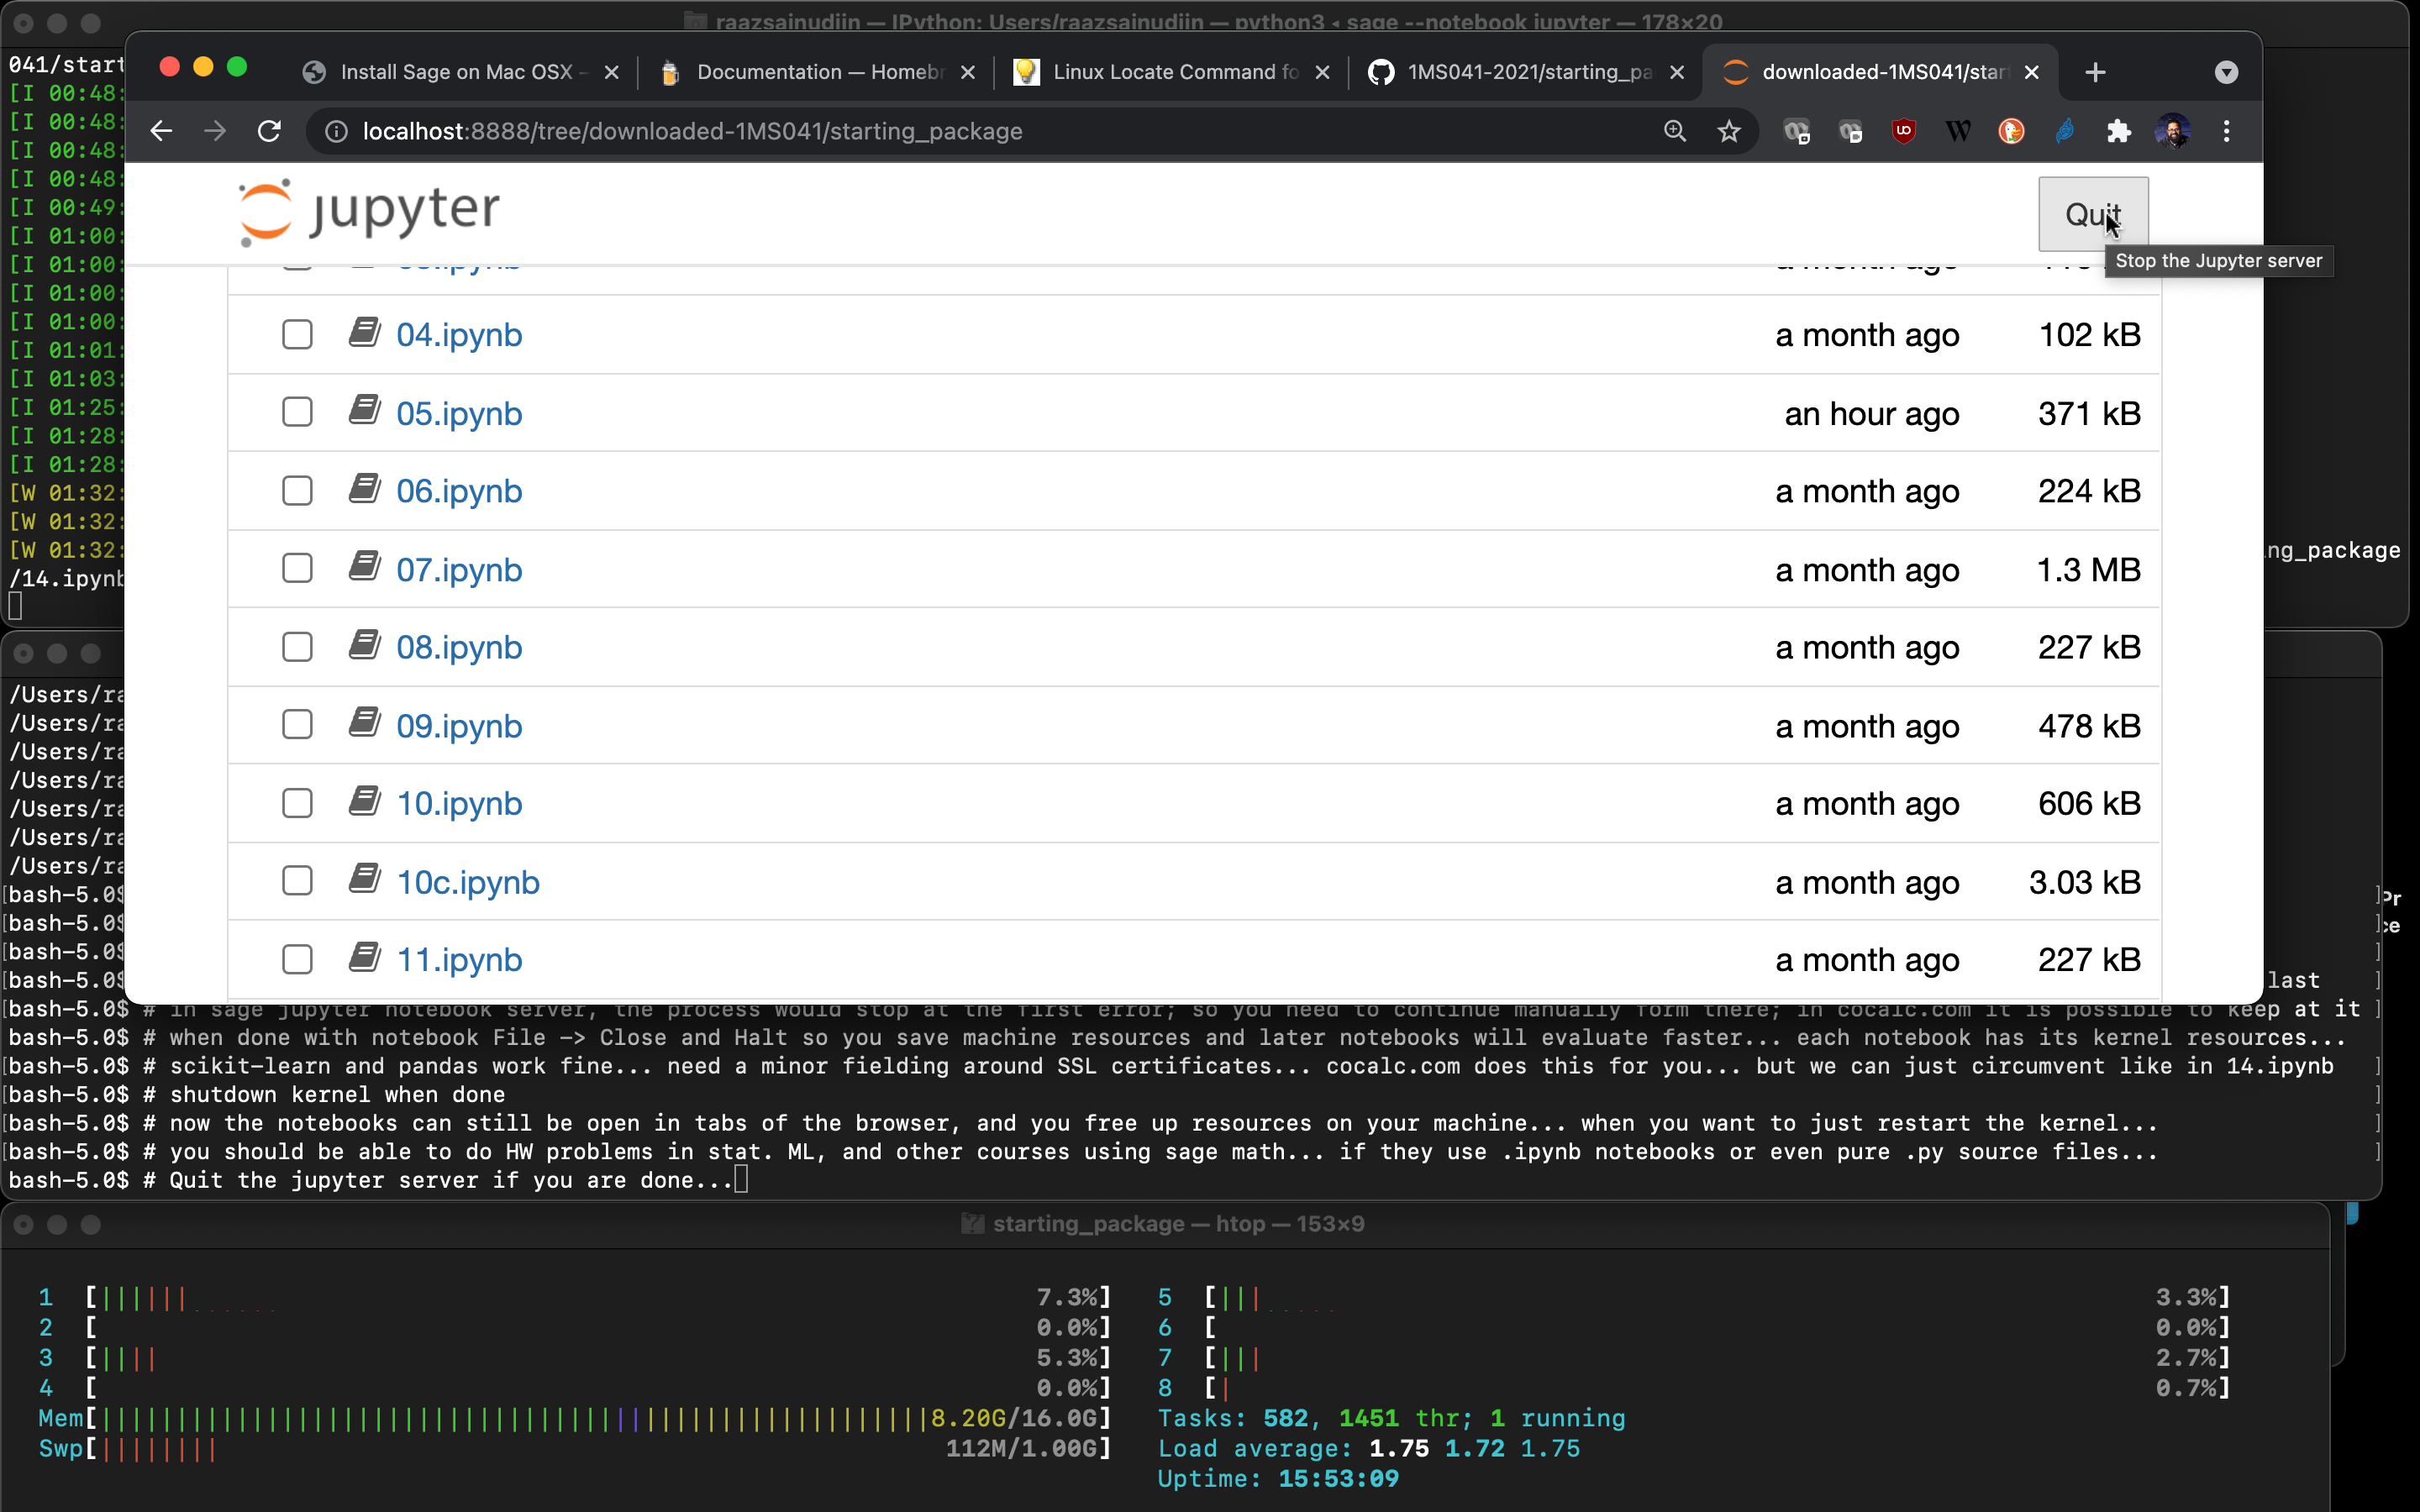 raazsainudiin — IPython: Users/raazsainudiin — python3 ◂ sage --notebook jupyter — 178×20
041/start
[I 00:48:
[I 00:48:
[I 00:48:
[I 00:48:
[I 00:49:
[I 01:00:
[I 01:00:
[I 01:00:
[I 01:00:
[I 01:01:
[I 01:03:
[I 01:25:
[I 01:28:
[I 01:28:
[W 01:32:
[W 01:32:
[W 01:32:
ing_package
/14.ipynb
Install Sage on Mac OSX –
Documentation — Homebr
Linux Locate Command fo
1MS041-2021/starting_pa
downloaded-1MS041/star
localhost:8888/tree/downloaded-1MS041/starting_package
jupyter
Quit
Stop the Jupyter server
04.ipynb a month ago 102 kB
05.ipynb an hour ago 371 kB
06.ipynb a month ago 224 kB
07.ipynb a month ago 1.3 MB
08.ipynb a month ago 227 kB
09.ipynb a month ago 478 kB
10.ipynb a month ago 606 kB
10c.ipynb a month ago 3.03 kB
11.ipynb a month ago 227 kB
/Users/ra
/Users/ra
/Users/ra
/Users/ra
/Users/ra
/Users/ra
/Users/ra
[bash-5.0$ ]Pr
[bash-5.0$ ]ce
[bash-5.0$ ]
[bash-5.0$ last ]
[bash-5.0$ # in sage jupyter notebook server, the process would stop at the first error; so you need to continue manually form there; in cocalc.com it is possible to keep at it ]
bash-5.0$ # when done with notebook File -> Close and Halt so you save machine resources and later notebooks will evaluate faster... each notebook has its kernel resources...
[bash-5.0$ # scikit-learn and pandas work fine... need a minor fielding around SSL certificates... cocalc.com does this for you... but we can just circumvent like in 14.ipynb ]
[bash-5.0$ # shutdown kernel when done ]
[bash-5.0$ # now the notebooks can still be open in tabs of the browser, and you free up resources on your machine... when you want to just restart the kernel... ]
[bash-5.0$ # you should be able to do HW problems in stat. ML, and other courses using sage math... if they use .ipynb notebooks or even pure .py source files... ]
bash-5.0$ # Quit the jupyter server if you are done...
starting_package — htop — 153×9
1 [|||||| 7.3%] 5 [||| 3.3%]
2 [ 0.0%] 6 [ 0.0%]
3 [|||| 5.3%] 7 [||| 2.7%]
4 [ 0.0%] 8 [| 0.7%]
Mem[||||||||||||||||||||||||||||||||||||||||||||||||||||||8.20G/16.0G] Tasks: 582, 1451 thr; 1 running
Swp[|||||||| 112M/1.00G] Load average: 1.75 1.72 1.75
Uptime: 15:53:09